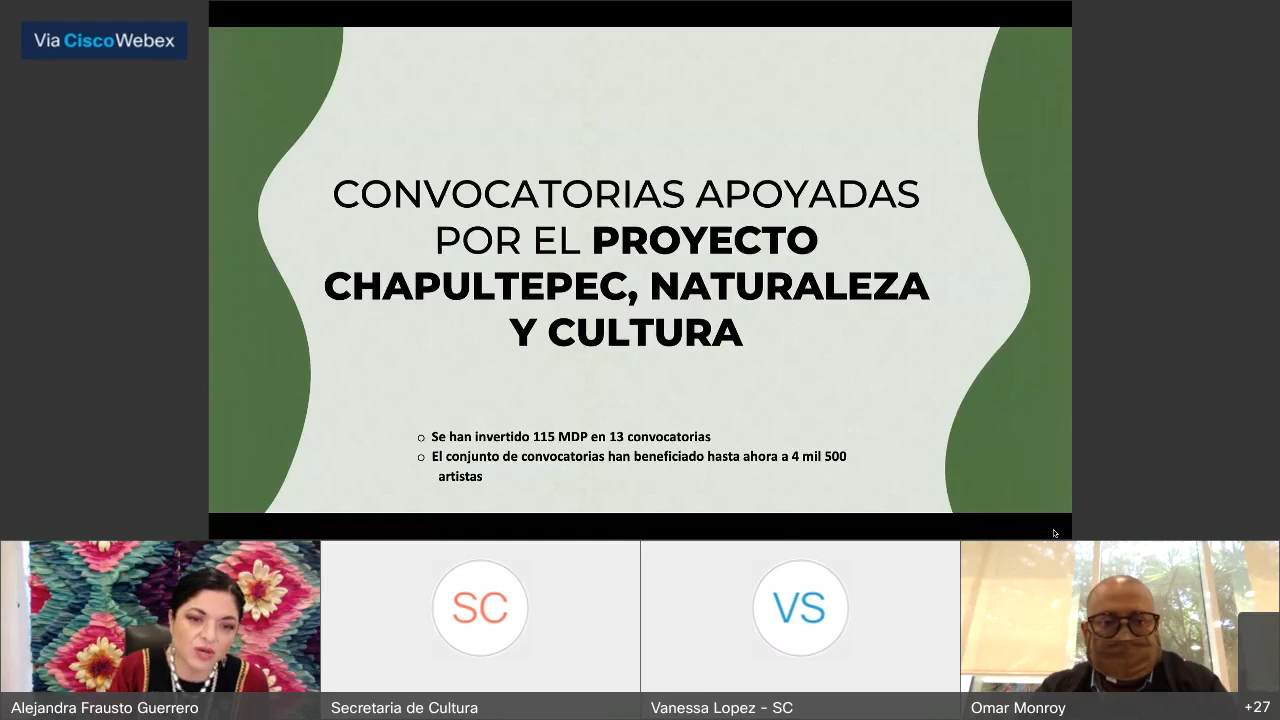 Via Cisco Webex
CONVOCATORIAS APOYADAS
POR EL PROYECTO
CHAPULTEPEC, NATURALEZA
Y CULTURA
Se han invertido 115 MDP en 13 convocatorias
El conjunto de convocatorias han beneficiado hasta ahora a 4 mil 500
artistas
SC
VS
Alejandra Frausto Guerrero
Secretaria de Cultura
Vanessa Lopez - SC
Omar Monroy
+27